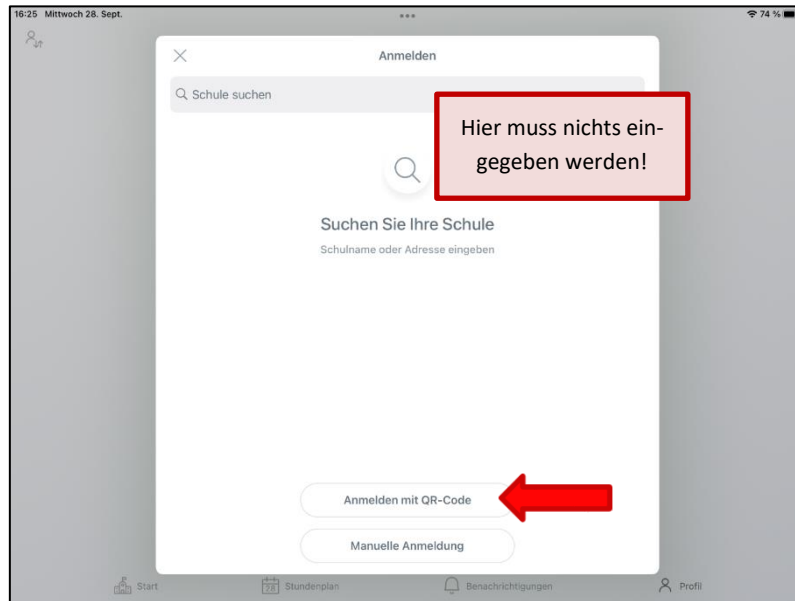 16:25 Mittwoch 28. Sept.
74 %
Anmelden
Schule suchen
Hier muss nichts ein-
gegeben werden!
Suchen Sie Ihre Schule
Schulname oder Adresse eingeben
Anmelden mit QR-Code
Manuelle Anmeldung
Start
28
Stundenplan
Benachrichtigungen
Profil